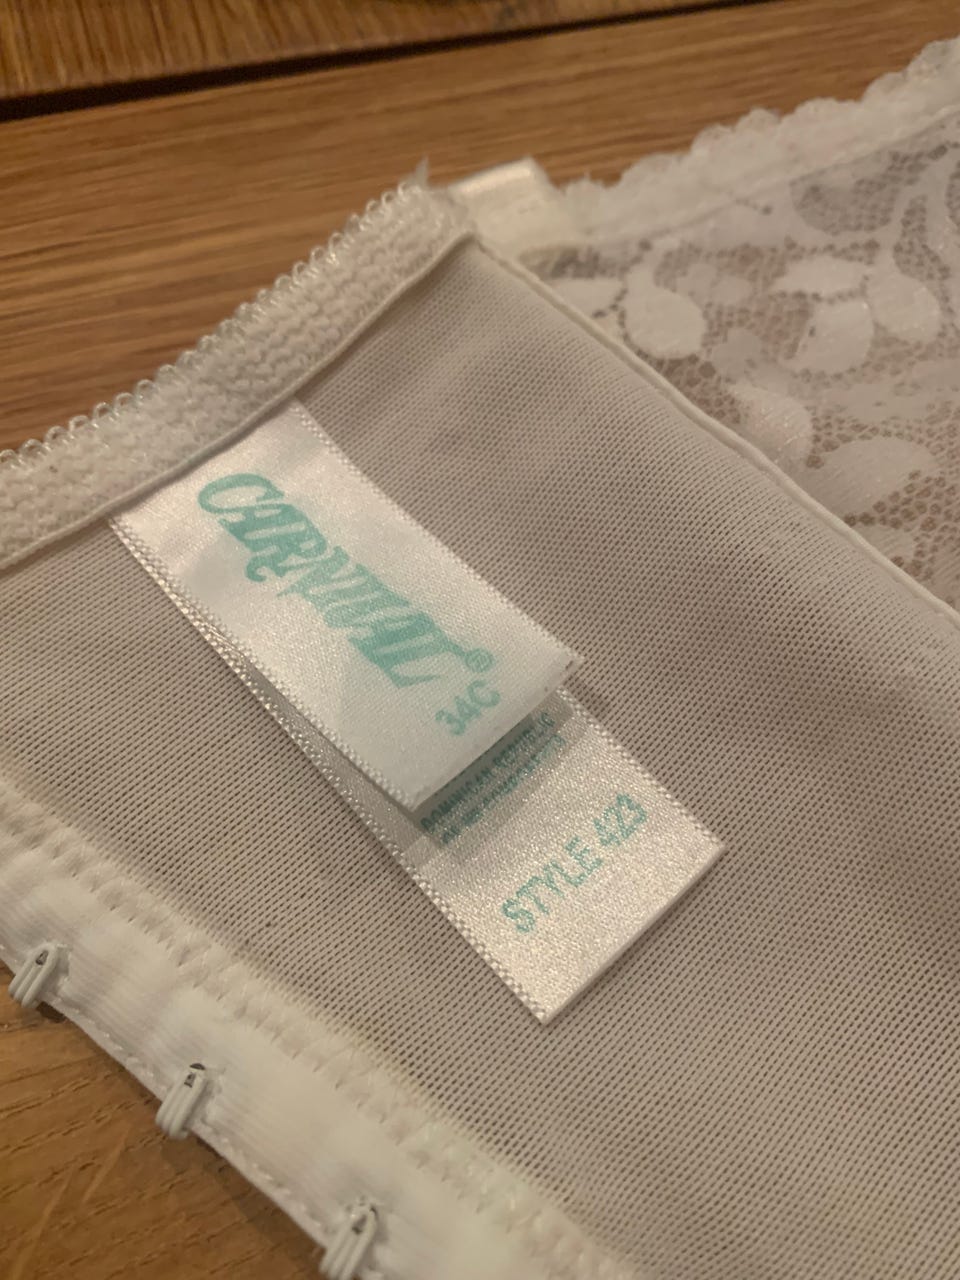 CARNIVAL®
34C
DOMINICAN REPUBLIC
STYLE 423